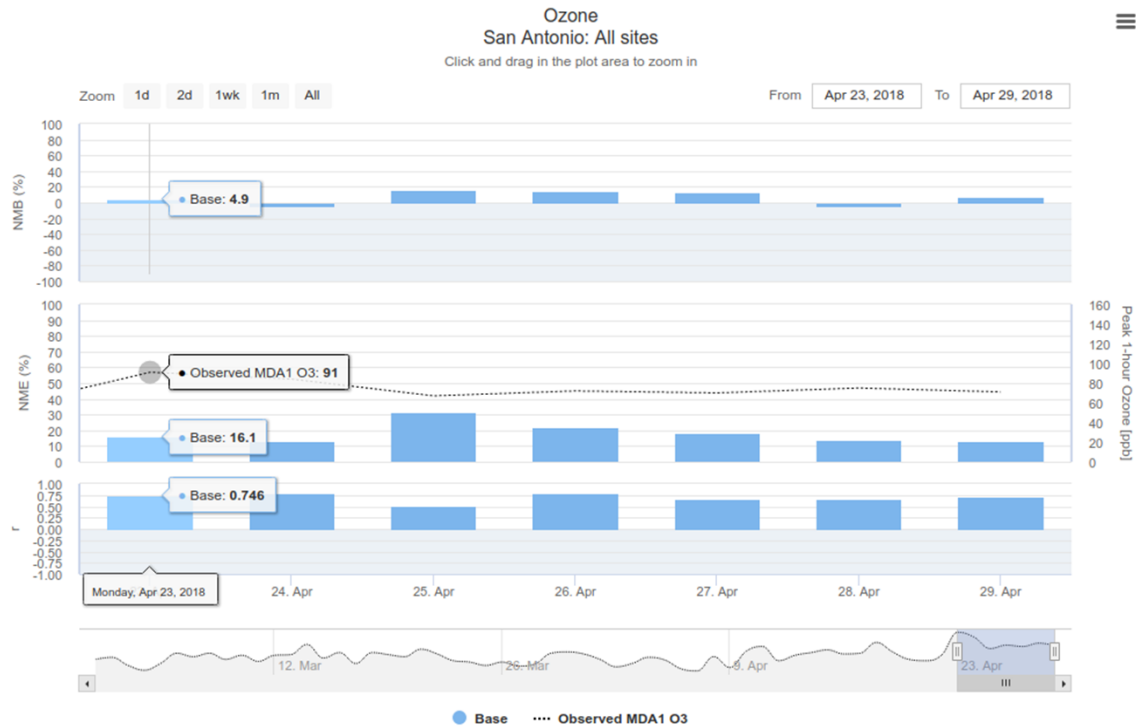 Ozone
San Antonio: All sites
Click and drag in the plot area to zoom in
Zoom 1d 2d 1wk 1m All From Apr 23, 2018 To Apr 29, 2018
NMB (%)
100
80
60
40
20
0
-20
-40
-60
-80
-100
Base: 4.9
NME (%)
100
90
80
70
60
50
40
30
20
10
0
Observed MDA1 O3: 91
Base: 16.1
160
140
120
100
80
60
40
20
0
Peak 1-hour Ozone [ppb]
r
1.00
0.75
0.50
0.25
0.00
-0.25
-0.50
-0.75
-1.00
Base: 0.746
Monday, Apr 23, 2018
24. Apr 25. Apr 26. Apr 27. Apr 28. Apr 29. Apr
12. Mar 26. Mar 9. Apr 23. Apr
Base Observed MDA1 O3